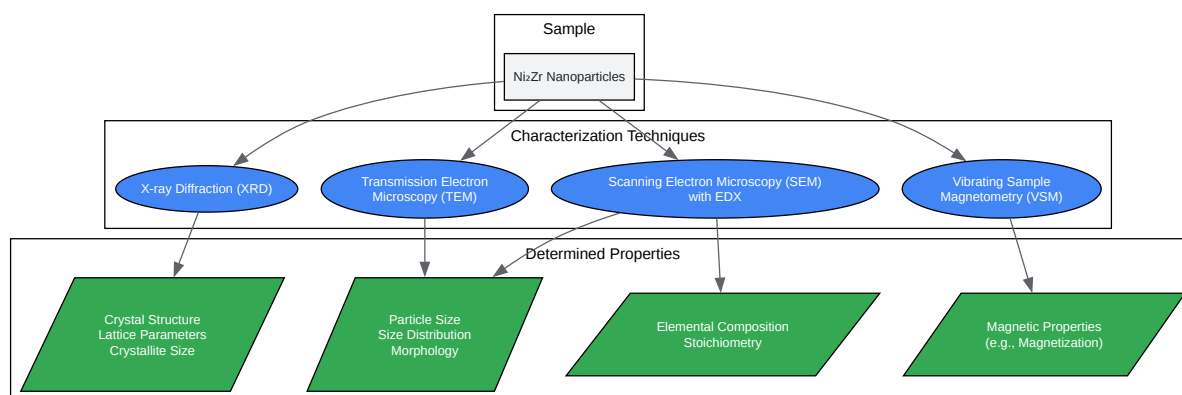 Sample
Ni₂Zr Nanoparticles
Characterization Techniques
X-ray Diffraction (XRD)
Transmission Electron
Microscopy (TEM)
Scanning Electron Microscopy (SEM)
with EDX
Vibrating Sample
Magnetometry (VSM)
Determined Properties
Crystal Structure
Lattice Parameters
Crystallite Size
Particle Size
Size Distribution
Morphology
Elemental Composition
Stoichiometry
Magnetic Properties
(e.g., Magnetization)